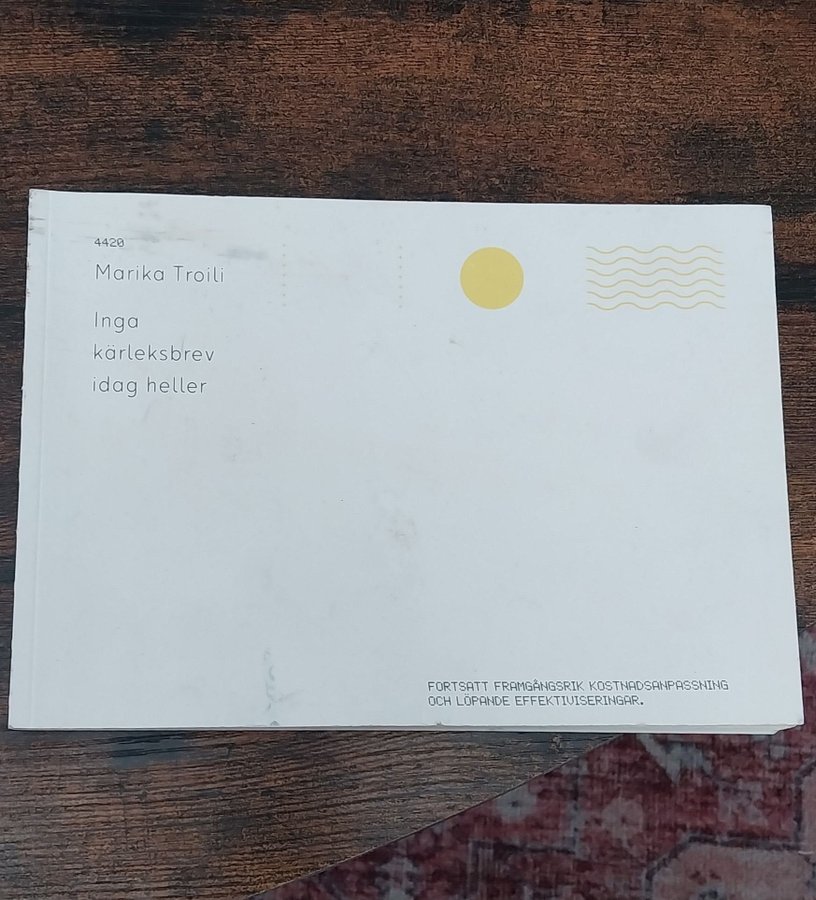 4420
Marika Troili
Inga
kärleksbrev
idag heller
FORTSATT FRAMGÅNGSRIK KOSTNADSANPASSNING
OCH LÖPANDE EFFEKTIVISERINGAR.